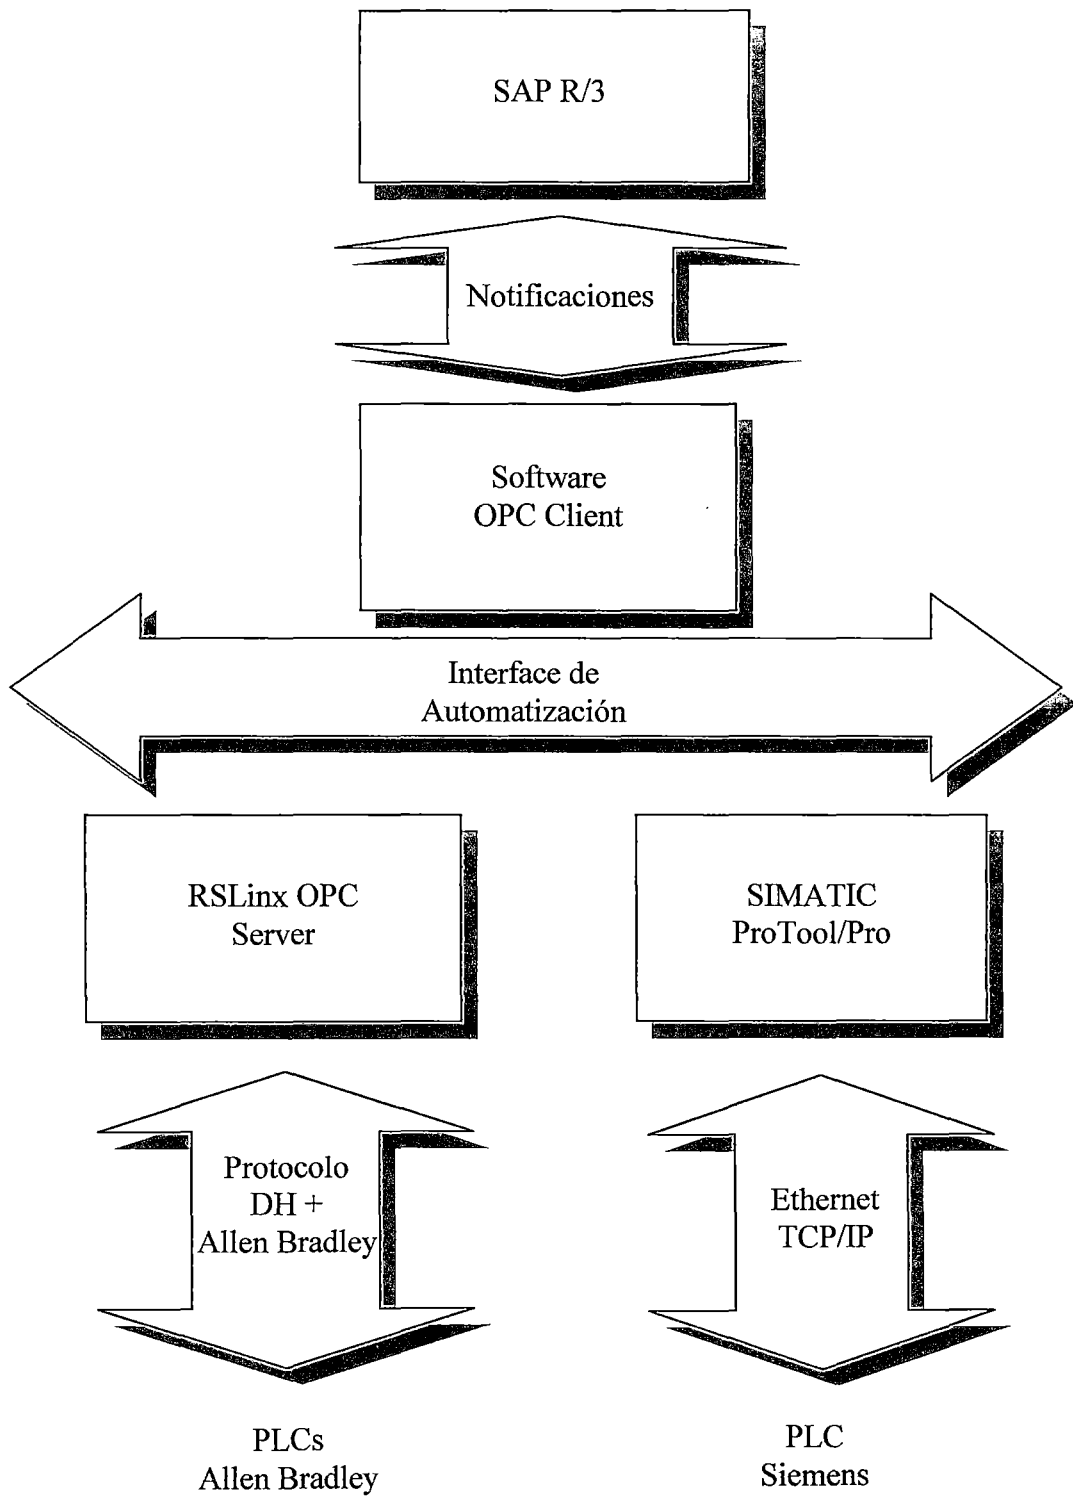 SAP R/3
Notificaciones
Software
OPC Client
Interface de
Automatización
RSLinx OPC
Server
SIMATIC
ProTool/Pro
Protocolo
DH +
Allen Bradley
Ethernet
TCP/IP
PLCs
Allen Bradley
PLC
Siemens